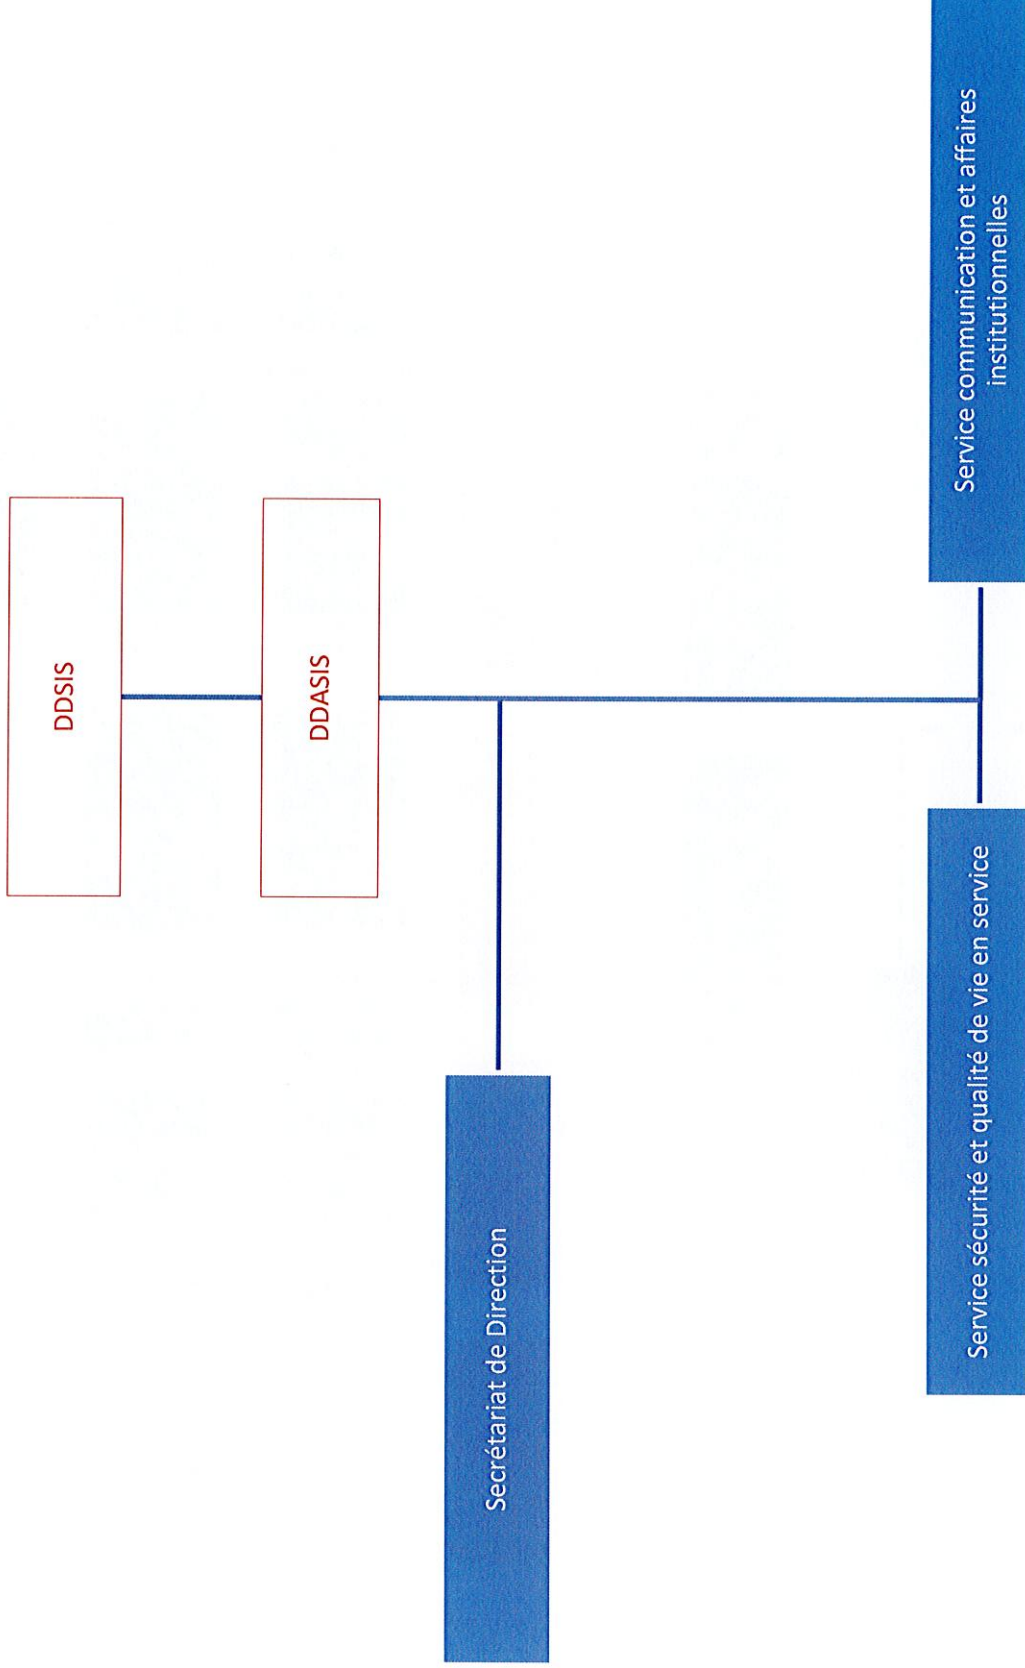 DDSIS
DDASIS
Secrétariat de Direction
Service sécurité et qualité de vie en service
Service communication et affaires
institutionnelles